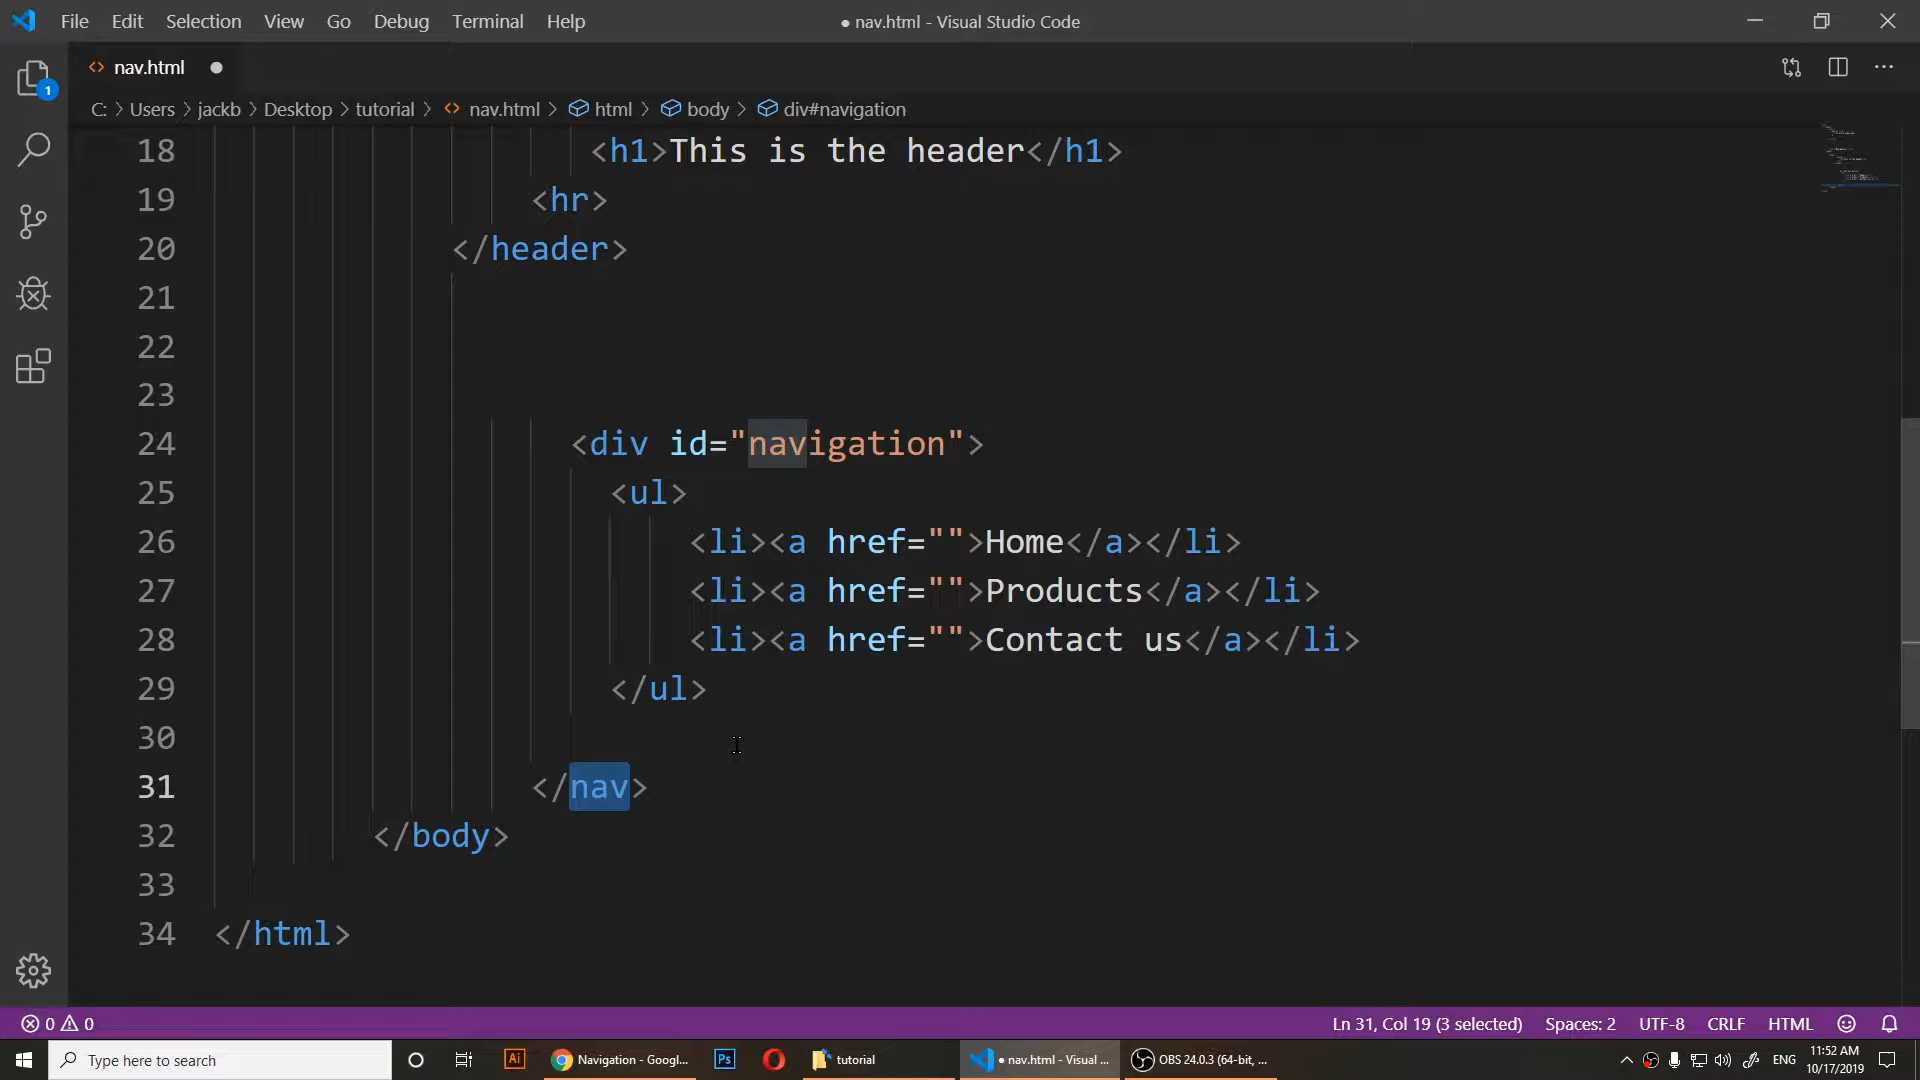 File Edit Selection View Go Debug Terminal Help ● nav.html - Visual Studio Code
<> nav.html ●
C: > Users > jackb > Desktop > tutorial > <> nav.html > html > body > div#navigation
18 <h1>This is the header</h1>
19 <hr>
20 </header>
21
22
23
24 <div id="navigation">
25 <ul>
26 <li><a href="">Home</a></li>
27 <li><a href="">Products</a></li>
28 <li><a href="">Contact us</a></li>
29 </ul>
30
31 </nav>
32 </body>
33
34 </html>
1
0 0 Ln 31, Col 19 (3 selected) Spaces: 2 UTF-8 CRLF HTML
Type here to search Ai Navigation - Googl... Ps tutorial ● nav.html - Visual ... OBS 24.0.3 (64-bit, ... ENG 11:52 AM
10/17/2019